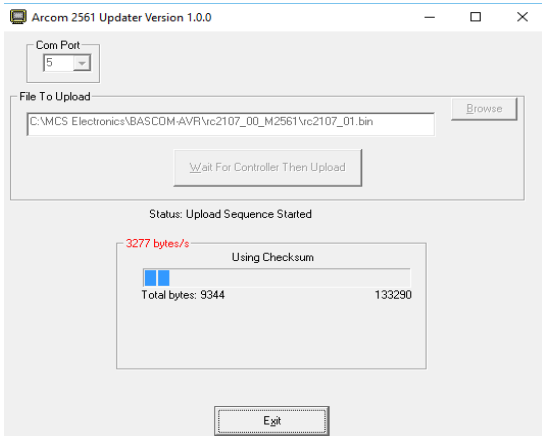 Arcom 2561 Updater Version 1.0.0
Com Port
5
File To Upload
Browse
C:\MCS Electronics\BASCOM-AVR\rc2107_00_M2561\rc2107_01.bin
Wait For Controller Then Upload
Status: Upload Sequence Started
3277 bytes/s
Using Checksum
Total bytes: 9344 133290
Exit